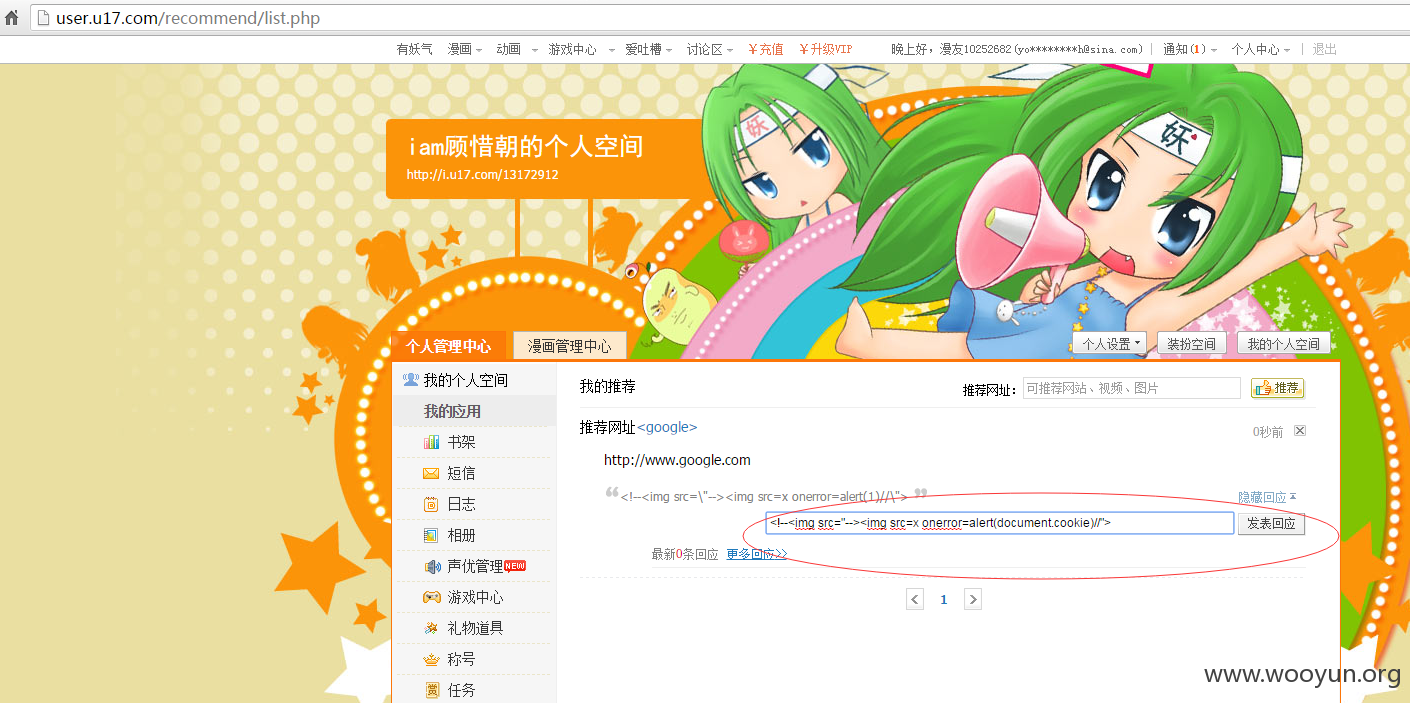 user.u17.com/recommend/list.php
有妖气 漫画 动画 游戏中心 爱吐槽 讨论区 ¥充值 ¥升级VIP 晚上好，漫友10252682(yo********h@sina.com) 通知(1) 个人中心 退出
妖
妖
iam顾惜朝的个人空间
http://i.u17.com/13172912
个人管理中心 漫画管理中心 个人设置 装扮空间 我的个人空间
我的个人空间
我的应用
书架
短信
日志
相册
声优管理NEW
游戏中心
礼物道具
称号
赏 任务
我的推荐 推荐网址： 可推荐网站、视频、图片 推荐
推荐网址<google> 0秒前
http://www.google.com
“<!--<img src=\"--><img src=x onerror=alert(1)//\"> ” 隐藏回应
<!--<img src="--><img src=x onerror=alert(document.cookie)//"> 发表回应
最新0条回应 更多回应>>
< 1 >
www.wooyun.org